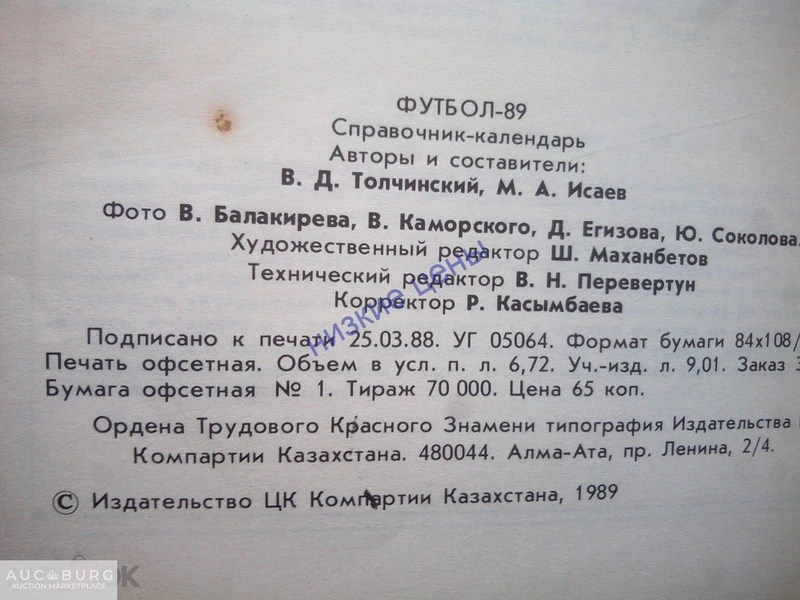 ФУТБОЛ-89
Справочник-календарь
Авторы и составители:
В. Д. Толчинский, М. А. Исаев
Фото В. Балакирева, В. Каморского, Д. Егизова, Ю. Соколова.
Художественный редактор Ш. Маханбетов
Технический редактор В. Н. Перевертун
Корректор Р. Касымбаева
Подписано к печати 25.03.88. УГ 05064. Формат бумаги 84х108/
Печать офсетная. Объем в усл. п. л. 6,72. Уч.-изд. л. 9,01. Заказ
Бумага офсетная № 1. Тираж 70 000. Цена 65 коп.
Ордена Трудового Красного Знамени типография Издательства
Компартии Казахстана. 480044. Алма-Ата, пр. Ленина, 2/4.
© Издательство ЦК Компартии Казахстана, 1989
низкие цены
AUC BURG
AUCTION MARKETPLACE